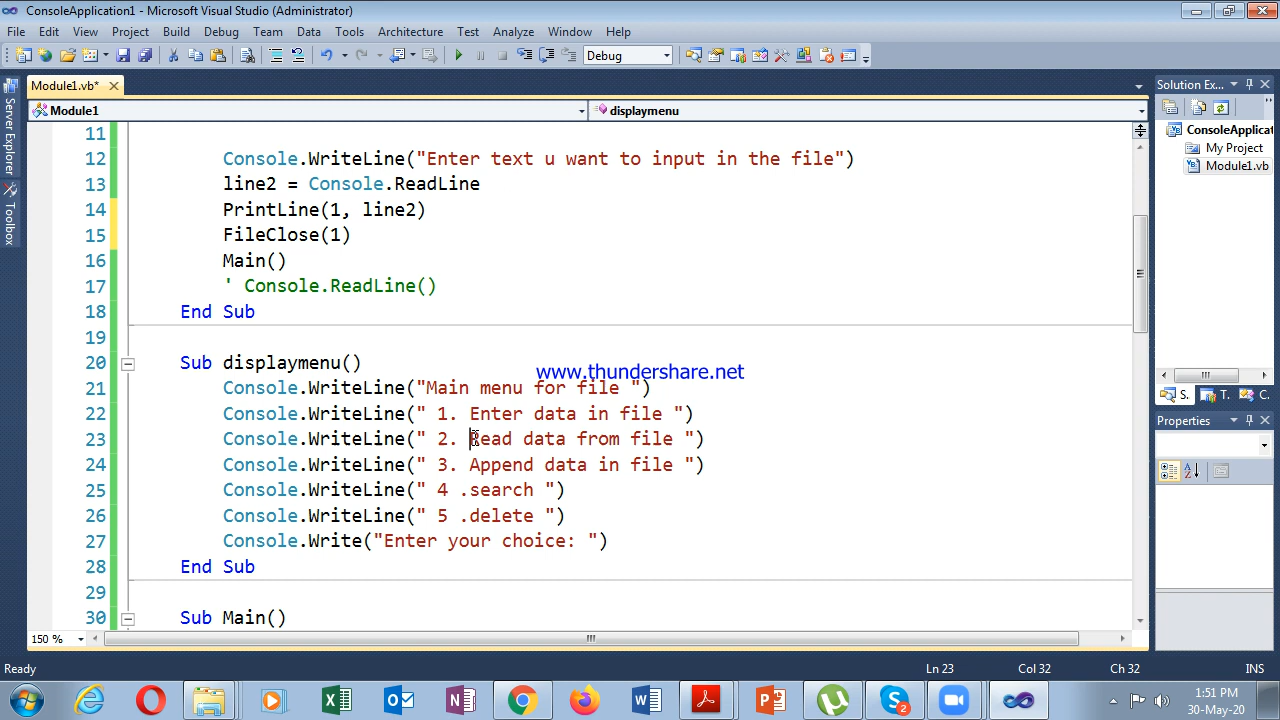 ConsoleApplication1 - Microsoft Visual Studio (Administrator)
File Edit View Project Build Debug Team Data Tools Architecture Test Analyze Window Help
Debug
Module1.vb*
Solution Ex...
Module1
displaymenu
Server Explorer
Toolbox
ConsoleApplicat
My Project
Module1.vb
11
12 Console.WriteLine("Enter text u want to input in the file")
13 line2 = Console.ReadLine
14 PrintLine(1, line2)
15 FileClose(1)
16 Main()
17 ' Console.ReadLine()
18 End Sub
19
20 Sub displaymenu()
www.thundershare.net
21 Console.WriteLine("Main menu for file ")
22 Console.WriteLine(" 1. Enter data in file ")
23 Console.WriteLine(" 2. Read data from file ")
24 Console.WriteLine(" 3. Append data in file ")
25 Console.WriteLine(" 4 .search ")
26 Console.WriteLine(" 5 .delete ")
27 Console.Write("Enter your choice: ")
28 End Sub
29
30 Sub Main()
S. T. C.
Properties
150 %
Ready
Ln 23 Col 32 Ch 32 INS
2
1:51 PM
30-May-20